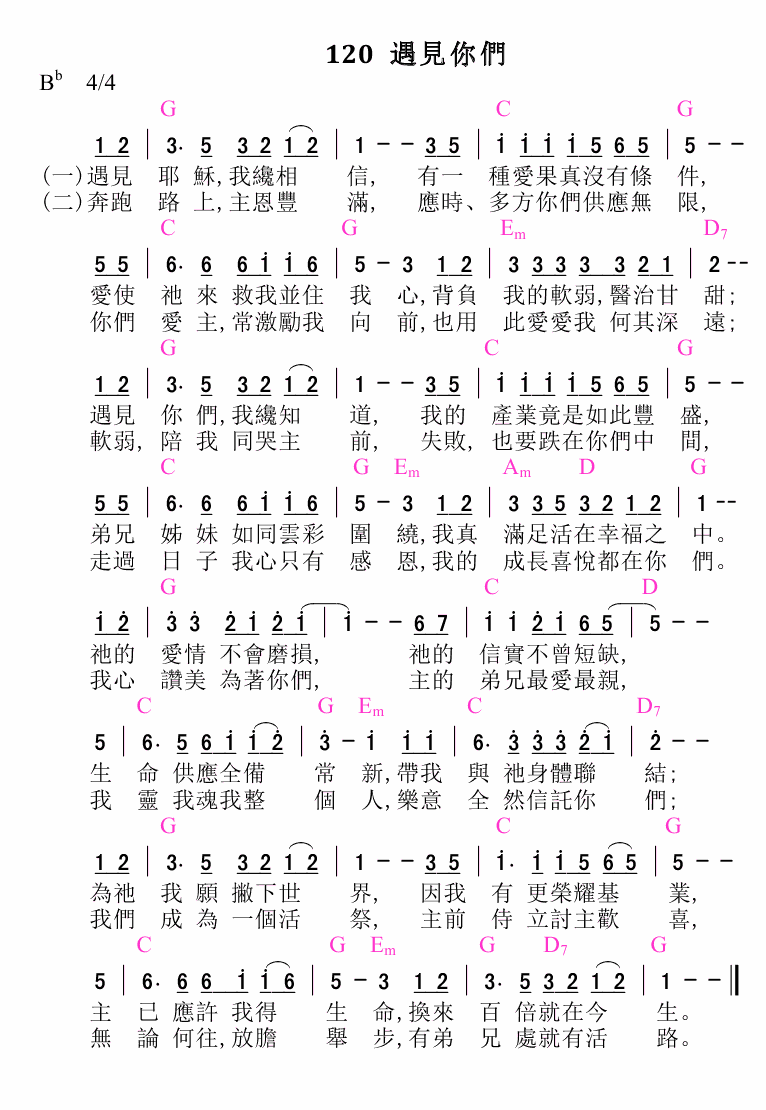 120 遇見你們
B♭ 4/4
G C G
1 2 | 3· 5 3 2 1 2 | 1 - - 3 5 | i i i i 5 6 5 | 5 - -
(一)遇見 耶 穌,我纔相 信, 有一 種愛果真沒有條 件,
(二)奔跑 路 上,主恩豐 滿, 應時、多方你們供應無 限,
C G Em D7
5 5 | 6· 6 6 i i 6 | 5 - 3 1 2 | 3 3 3 3 3 3 2 1 | 2 - -
愛使 祂 來 救我並住 我 心,背負 我的軟弱,醫治甘 甜;
你們 愛 主,常激勵我 向 前,也用 此愛愛我 何其深 遠;
G C G
1 2 | 3· 5 3 2 1 2 | 1 - - 3 5 | i i i i 5 6 5 | 5 - -
遇見 你 們,我纔知 道, 我的 產業竟是如此豐 盛,
軟弱, 陪 我 同哭主 前, 失敗, 也要跌在你們中 間,
C G Em Am D G
5 5 | 6· 6 6 i i 6 | 5 - 3 1 2 | 3 3 5 3 2 1 2 | 1 - -
弟兄 姊 妹 如同雲彩 圍 繞,我真 滿足活在幸福之 中。
走過 日 子 我心只有 感 恩,我的 成長喜悅都在你 們。
G C D
i 2̇ | 3̇ 3̇ 2̇ i 2̇ i | i - - 6 7 | i i 2̇ i 6 5 | 5 - -
祂的 愛情 不會磨損, 祂的 信實不曾短缺,
我心 讚美 為著你們, 主的 弟兄最愛最親,
C G Em C D7
5 | 6· 5 6 i i 2̇ | 3̇ - i i i | 6· 3̇ 3̇ 3̇ 2̇ i | 2̇ - -
生 命 供應全備 常 新,帶我 與 祂身體聯 結;
我 靈 我魂我整 個 人,樂意 全 然信託你 們;
G C G
1 2 | 3· 5 3 2 1 2 | 1 - - 3 5 | i· i i 5 6 5 | 5 - -
為祂 我 願 撇下世 界, 因我 有 更榮耀基 業,
我們 成 為 一個活 祭, 主前 侍 立討主歡 喜,
C G Em G D7 G
5 | 6· 6 6 i i 6 | 5 - 3 1 2 | 3· 5 3 2 1 2 | 1 - - ‖
主 已 應許 我得 生 命,換來 百 倍就在今 生。
無 論 何往,放膽 舉 步,有弟 兄 處就有活 路。